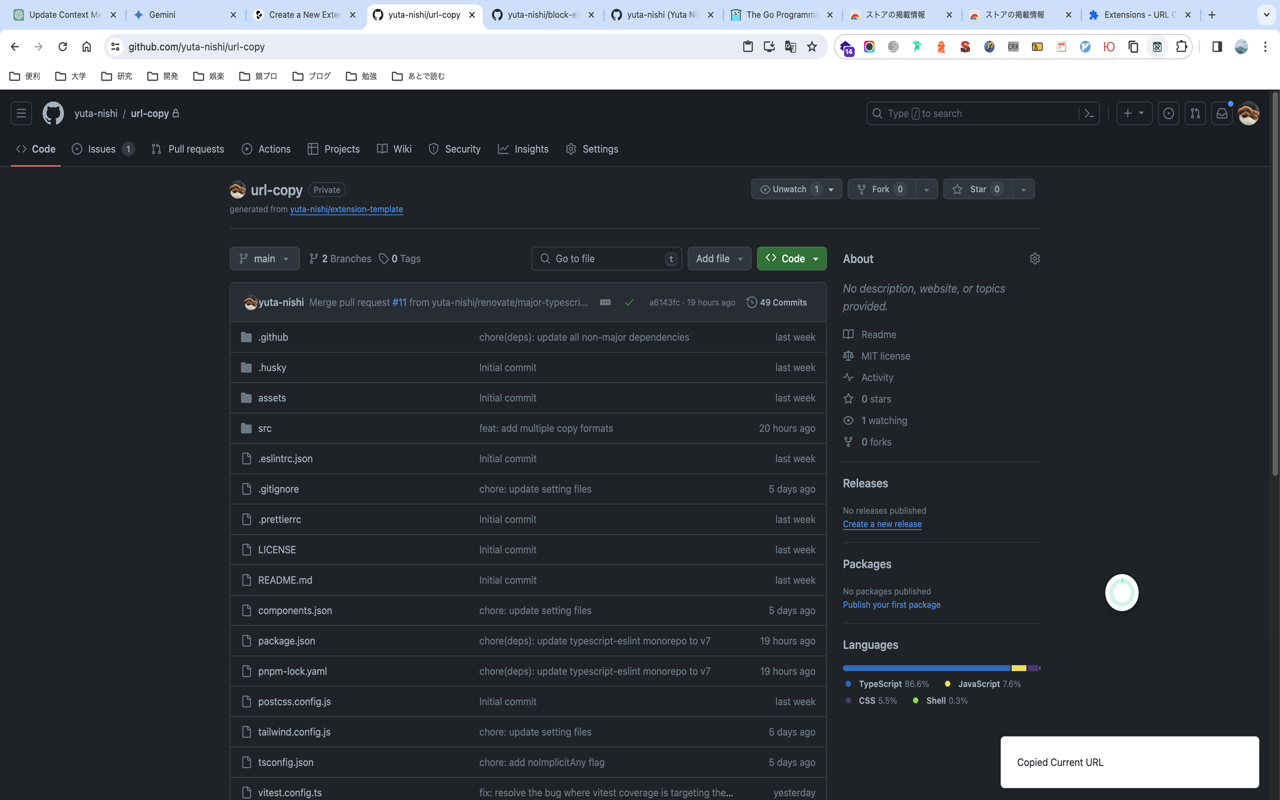 Update Context Me
Gemini
Create a New Exten
yuta-nishi/url-copy
yuta-nishi/block-en
yuta-nishi (Yuta Ni
The Go Programmi
ストアの掲載情報
ストアの掲載情報
Extensions - URL C
github.com/yuta-nishi/url-copy
14
CRX
便利
大学
研究
開発
娯楽
競プロ
ブログ
勉強
あとで読む
yuta-nishi / url-copy
Type / to search
Code
Issues 1
Pull requests
Actions
Projects
Wiki
Security
Insights
Settings
url-copy Private
Unwatch 1
Fork 0
Star 0
generated from yuta-nishi/extension-template
main
2 Branches
0 Tags
Go to file t
Add file
Code
yuta-nishi Merge pull request #11 from yuta-nishi/renovate/major-typescri... a6143fc · 19 hours ago 49 Commits
.github chore(deps): update all non-major dependencies last week
.husky Initial commit last week
assets Initial commit last week
src feat: add multiple copy formats 20 hours ago
.eslintrc.json Initial commit last week
.gitignore chore: update setting files 5 days ago
.prettierrc Initial commit last week
LICENSE Initial commit last week
README.md Initial commit last week
components.json chore: update setting files 5 days ago
package.json chore(deps): update typescript-eslint monorepo to v7 19 hours ago
pnpm-lock.yaml chore(deps): update typescript-eslint monorepo to v7 19 hours ago
postcss.config.js Initial commit last week
tailwind.config.js chore: update setting files 5 days ago
tsconfig.json chore: add noImplicitAny flag 5 days ago
vitest.config.ts fix: resolve the bug where vitest coverage is targeting the... yesterday
About
No description, website, or topics
provided.
Readme
MIT license
Activity
0 stars
1 watching
0 forks
Releases
No releases published
Create a new release
Packages
No packages published
Publish your first package
Languages
TypeScript 86.6% JavaScript 7.6%
CSS 5.5% Shell 0.3%
Copied Current URL